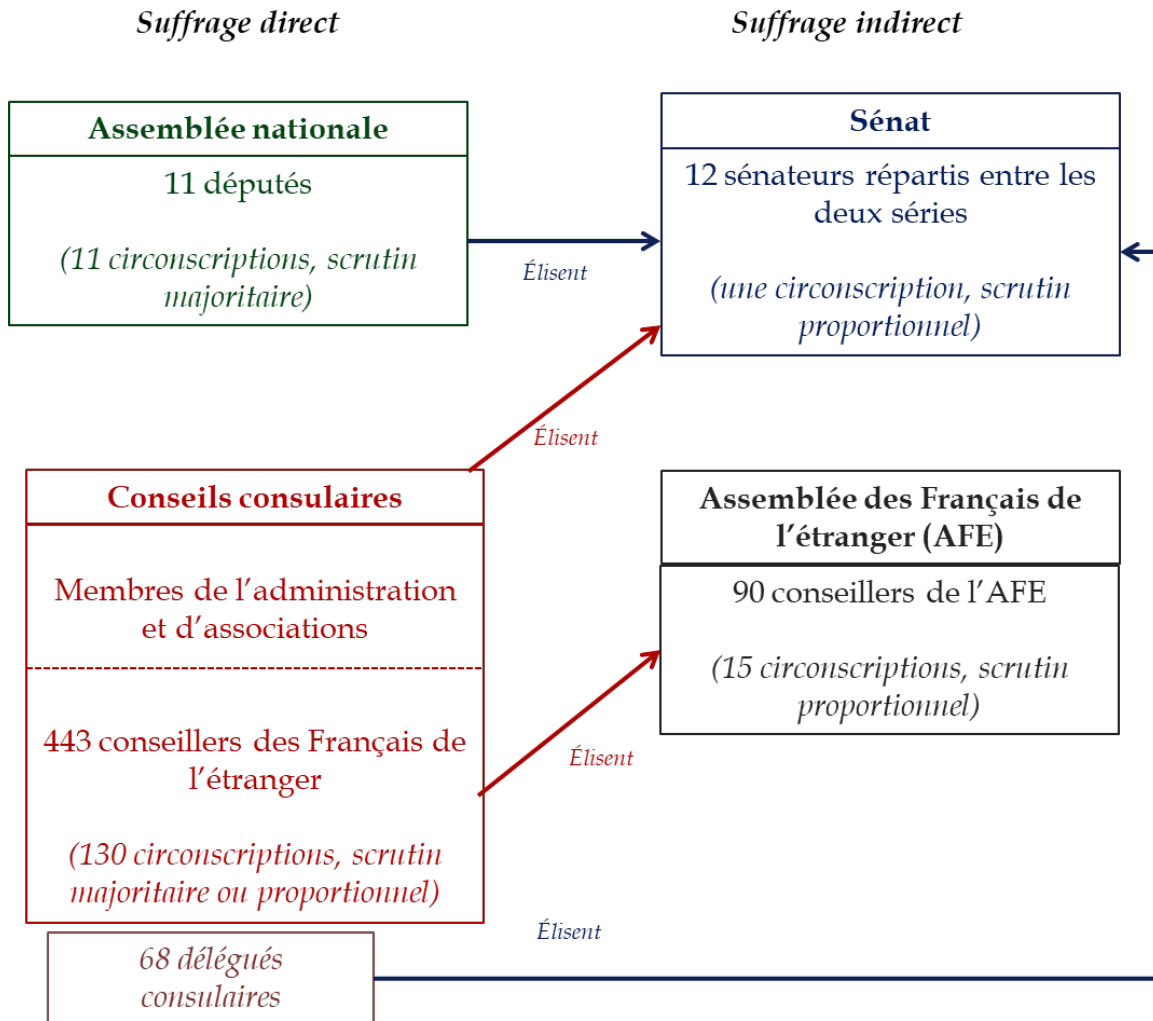 Suffrage direct
Suffrage indirect
Assemblée nationale
11 députés
(11 circonscriptions, scrutin
majoritaire)
Élisent
Sénat
12 sénateurs répartis entre les
deux séries
(une circonscription, scrutin
proportionnel)
Élisent
Conseils consulaires
Membres de l’administration
et d’associations
443 conseillers des Français de
l’étranger
(130 circonscriptions, scrutin
majoritaire ou proportionnel)
Élisent
Assemblée des Français de
l’étranger (AFE)
90 conseillers de l’AFE
(15 circonscriptions, scrutin
proportionnel)
68 délégués
consulaires
Élisent